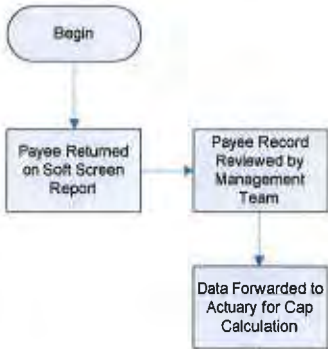 Begin
Payee Returned
on Soft Screen
Report
Payee Record
Reviewed by
Management
Team
Data Forwarded to
Actuary for Cap
Calculation